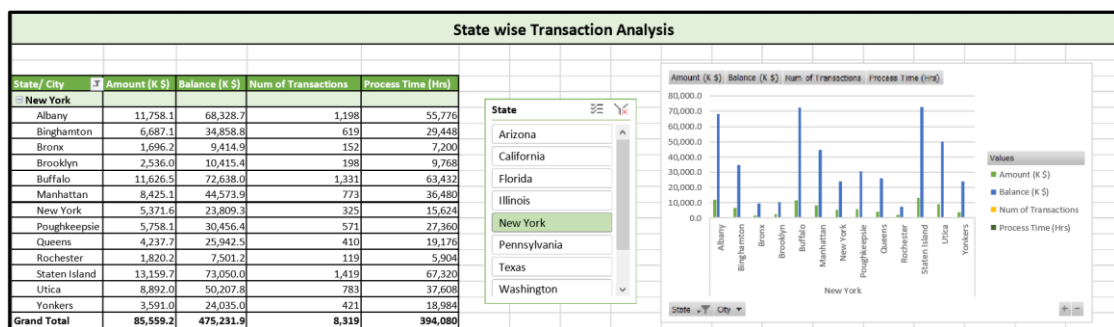 State wise Transaction Analysis
State/ City Amount (K $) Balance (K $) Num of Transactions Process Time (Hrs)
New York
Albany 11,758.1 68,328.7 1,198 55,776
Binghamton 6,687.1 34,858.8 619 29,448
Bronx 1,696.2 9,414.9 152 7,200
Brooklyn 2,536.0 10,415.4 198 9,768
Buffalo 11,626.5 72,638.0 1,331 63,432
Manhattan 8,425.1 44,573.9 773 36,480
New York 5,371.6 23,809.3 325 15,624
Poughkeepsie 5,758.1 30,456.4 571 27,360
Queens 4,237.7 25,942.5 410 19,176
Rochester 1,820.2 7,501.2 119 5,904
Staten Island 13,159.7 73,050.0 1,419 67,320
Utica 8,892.0 50,207.8 783 37,608
Yonkers 3,591.0 24,035.0 421 18,984
Grand Total 85,559.2 475,231.9 8,319 394,080
State
Arizona
California
Florida
Illinois
New York
Pennsylvania
Texas
Washington
Amount (K $) Balance (K $) Num of Transactions Process Time (Hrs)
80,000.0
70,000.0
60,000.0
50,000.0
40,000.0
30,000.0
20,000.0
10,000.0
0.0
Albany
Binghamton
Bronx
Brooklyn
Buffalo
Manhattan
New York
Poughkeepsie
Queens
Rochester
Staten Island
Utica
Yonkers
New York
Values
Amount (K $)
Balance (K $)
Num of Transactions
Process Time (Hrs)
State City